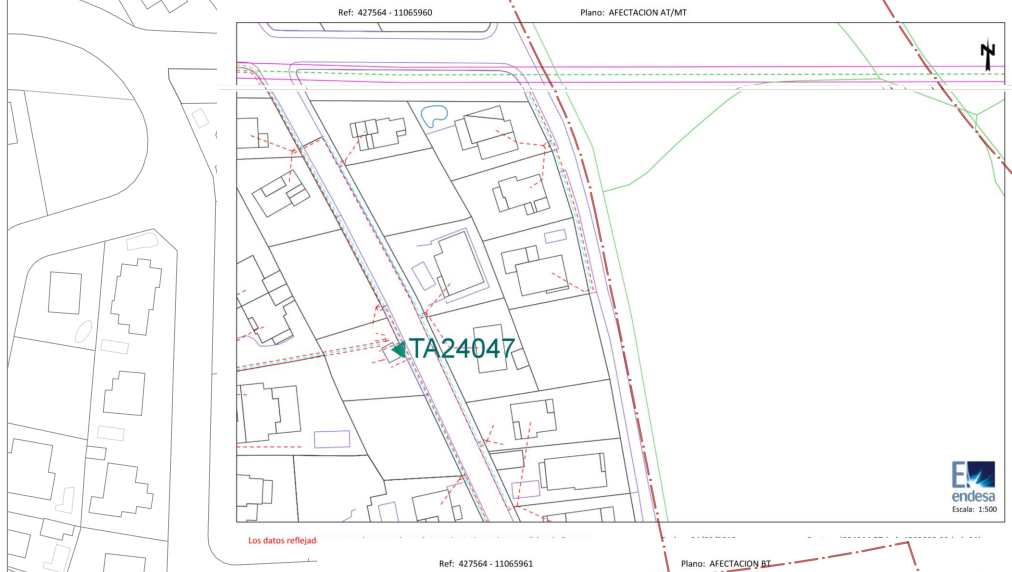 Ref: 427564 - 11065960
Plano: AFECTACION AT/MT
N
TA24047
endesa
Escala: 1:500
Los datos reflejad
Ref: 427564 - 11065961
Plano: AFECTACION BT